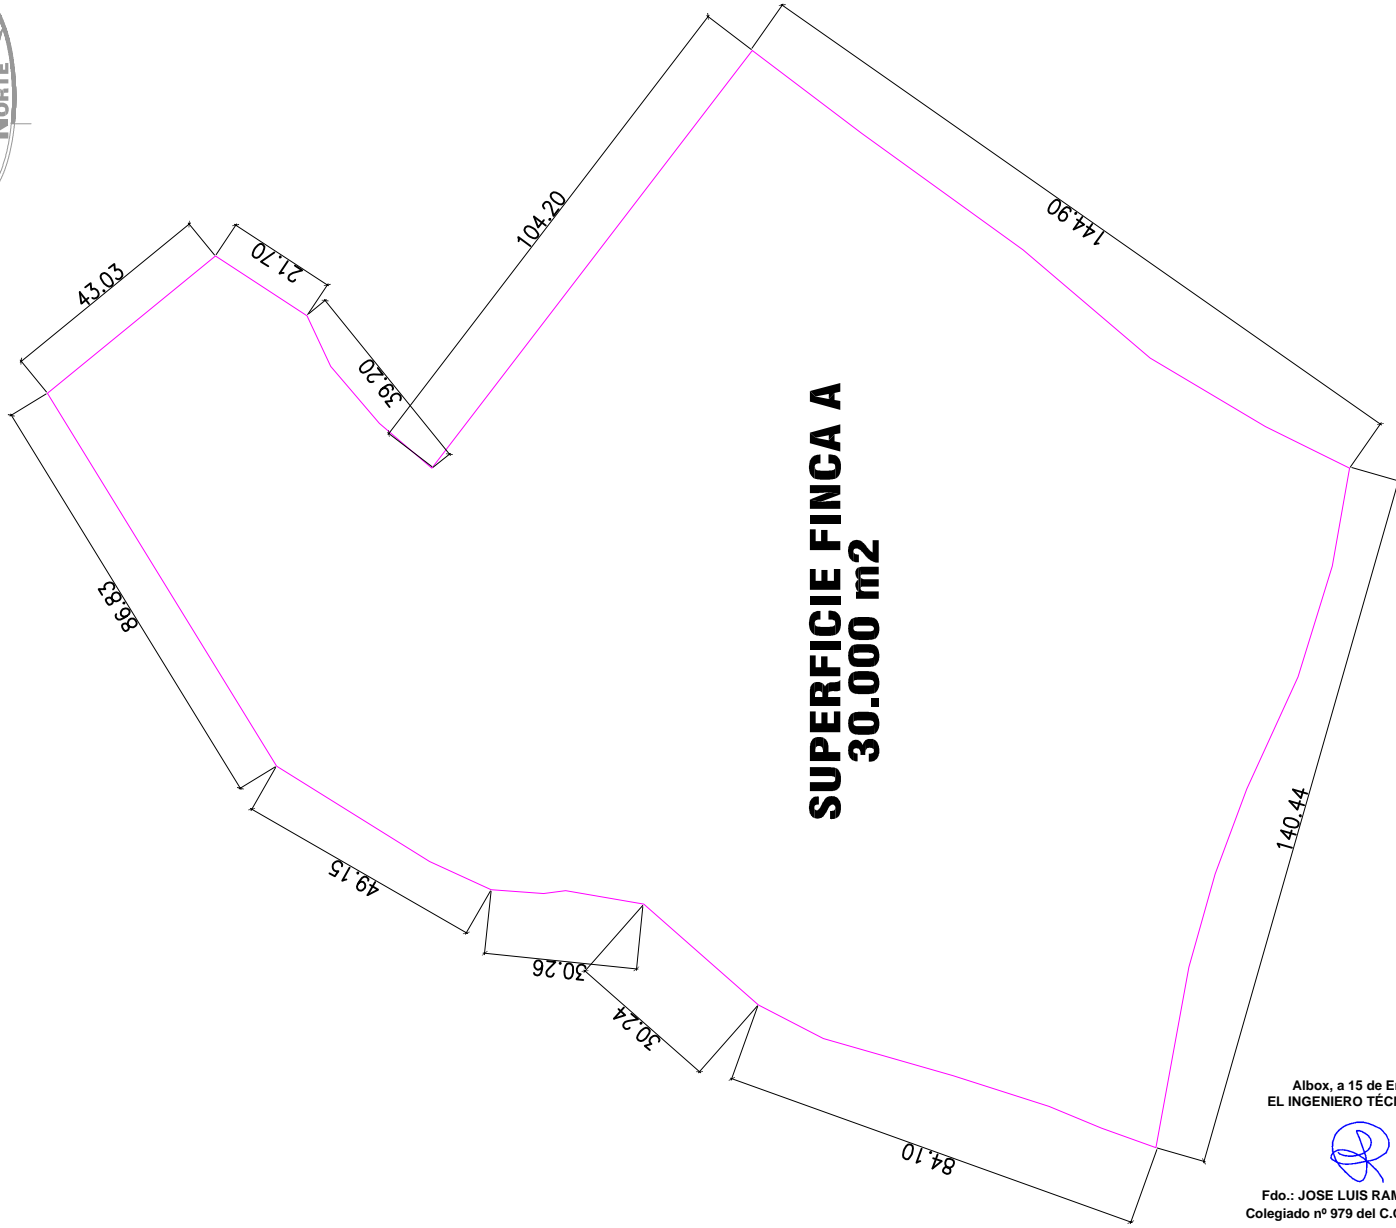 NORTE
104.20
144.90
43.03
21.70
39.20
86.83
SUPERFICIE FINCA A
30.000 m2
49.15
30.26
30.24
140.44
84.10
Albox, a 15 de
EL INGENIERO
Fdo.: JOSE LUIS
Colegiado nº 979 del